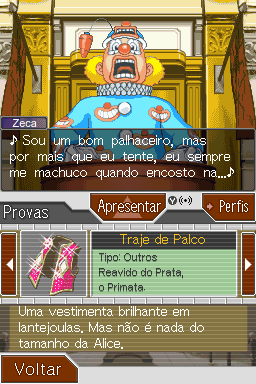 Zeca
♪ Sou um bom palhaceiro, mas
por mais que eu tente, eu sempre
me machuco quando encosto na...♪
Provas
Apresentar
Y
Perfis
Traje de Palco
Tipo: Outros
Reavido do Prata,
o Primata.
Uma vestimenta brilhante em
lantejoulas. Mas não é nada do
tamanho da Alice.
Voltar